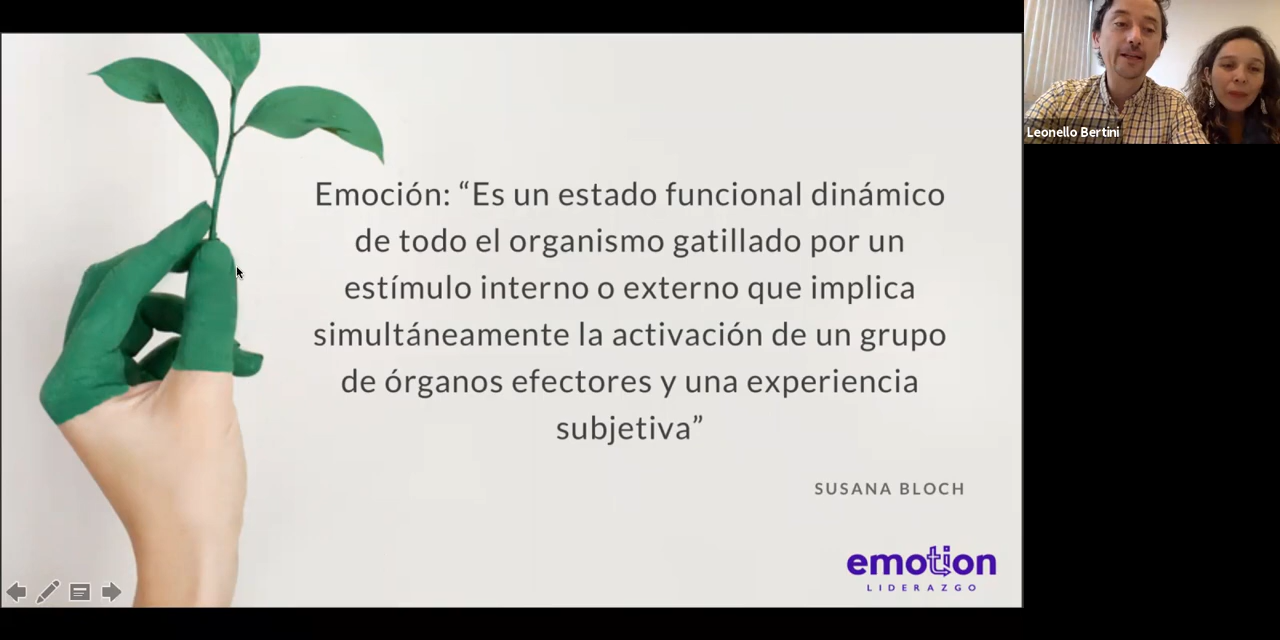 Emoción: “Es un estado funcional dinámico
de todo el organismo gatillado por un
estímulo interno o externo que implica
simultáneamente la activación de un grupo
de órganos efectores y una experiencia
subjetiva”
SUSANA BLOCH
emotion
LIDERAZGO
Leonello Bertini